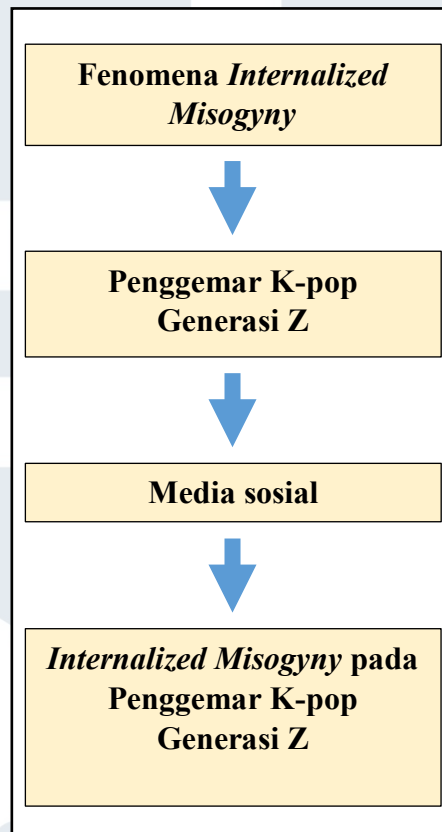 Fenomena Internalized
Misogyny
Penggemar K-pop
Generasi Z
Media sosial
Internalized Misogyny pada
Penggemar K-pop
Generasi Z